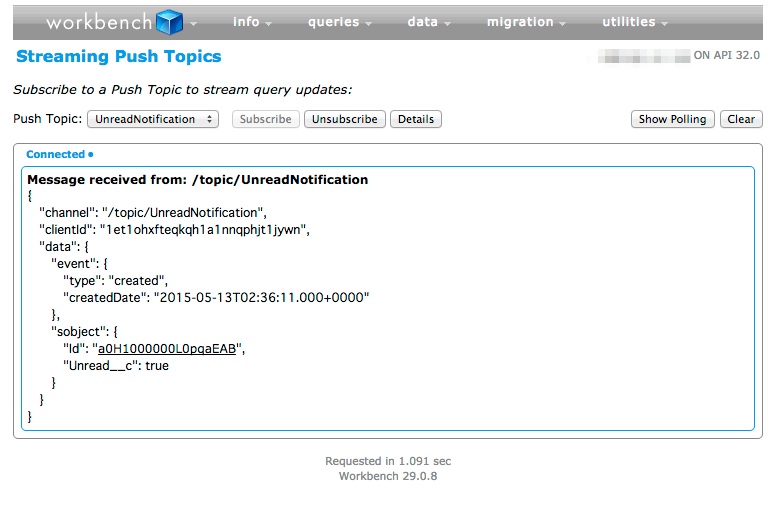 workbench info queries data migration utilities
Streaming Push Topics
ON API 32.0
Subscribe to a Push Topic to stream query updates:
Push Topic: UnreadNotification Subscribe Unsubscribe Details Show Polling Clear
Connected
Message received from: /topic/UnreadNotification
{
"channel": "/topic/UnreadNotification",
"clientId": "1et1ohxfteqkqh1a1nnqphjt1jywn",
"data": {
"event": {
"type": "created",
"createdDate": "2015-05-13T02:36:11.000+0000"
},
"sobject": {
"Id": "a0H1000000L0pqaEAB",
"Unread__c": true
}
}
}
Requested in 1.091 sec
Workbench 29.0.8